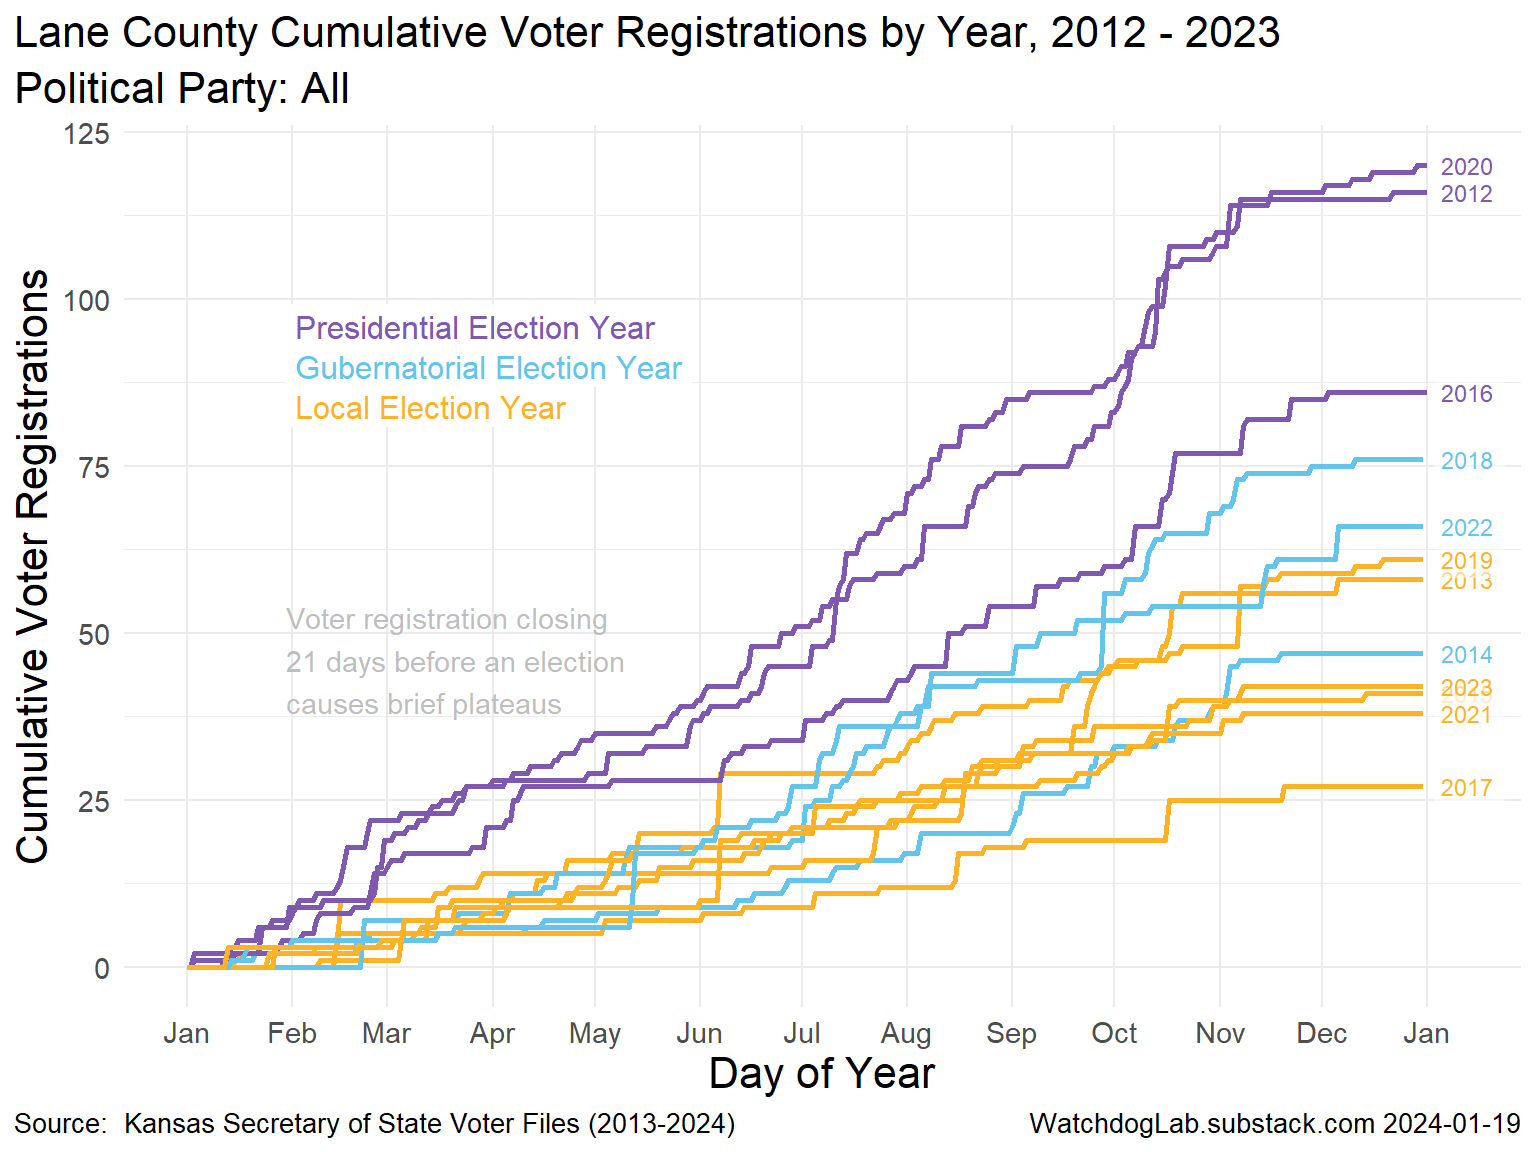 Lane County Cumulative Voter Registrations by Year, 2012 - 2023
Political Party: All
Cumulative Voter Registrations
125
100
75
50
25
0
Presidential Election Year
Gubernatorial Election Year
Local Election Year
Voter registration closing
21 days before an election
causes brief plateaus
2020
2012
2016
2018
2022
2019
2013
2014
2023
2021
2017
Jan Feb Mar Apr May Jun Jul Aug Sep Oct Nov Dec Jan
Day of Year
Source: Kansas Secretary of State Voter Files (2013-2024)
WatchdogLab.substack.com 2024-01-19